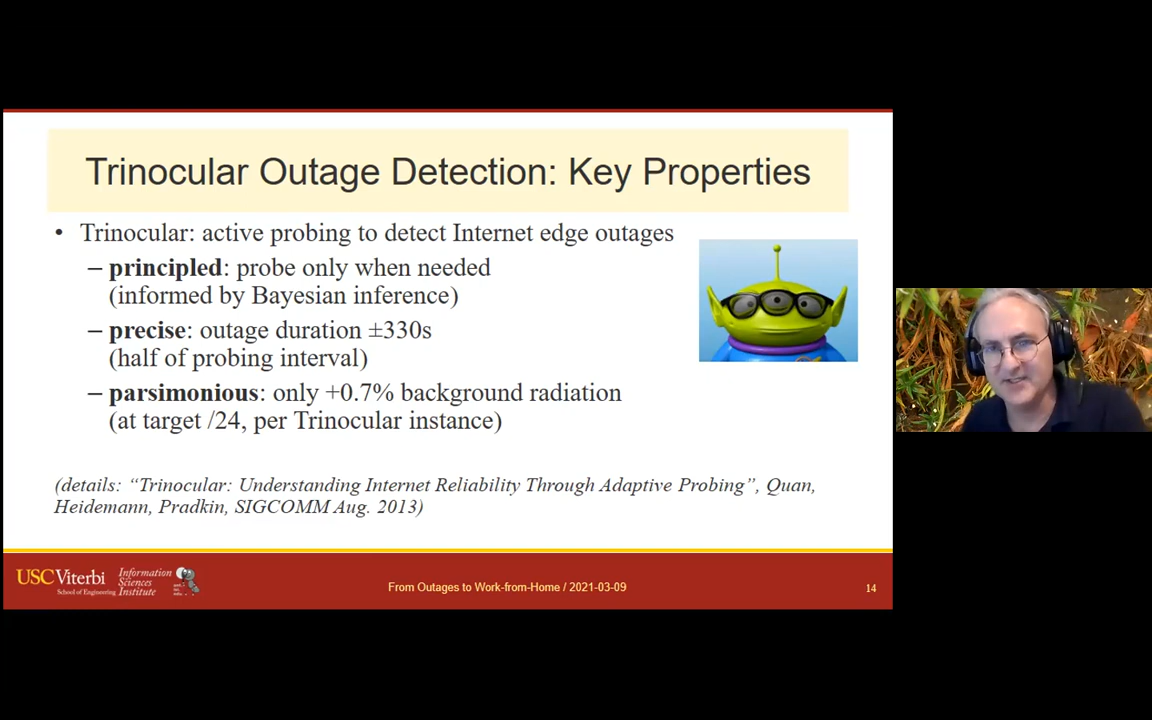 Trinocular Outage Detection: Key Properties
• Trinocular: active probing to detect Internet edge outages
– principled: probe only when needed
(informed by Bayesian inference)
– precise: outage duration ±330s
(half of probing interval)
– parsimonious: only +0.7% background radiation
(at target /24, per Trinocular instance)
(details: “Trinocular: Understanding Internet Reliability Through Adaptive Probing”, Quan,
Heidemann, Pradkin, SIGCOMM Aug. 2013)
USC Viterbi
School of Engineering
Information
Sciences
Institute
From Outages to Work-from-Home / 2021-03-09
14